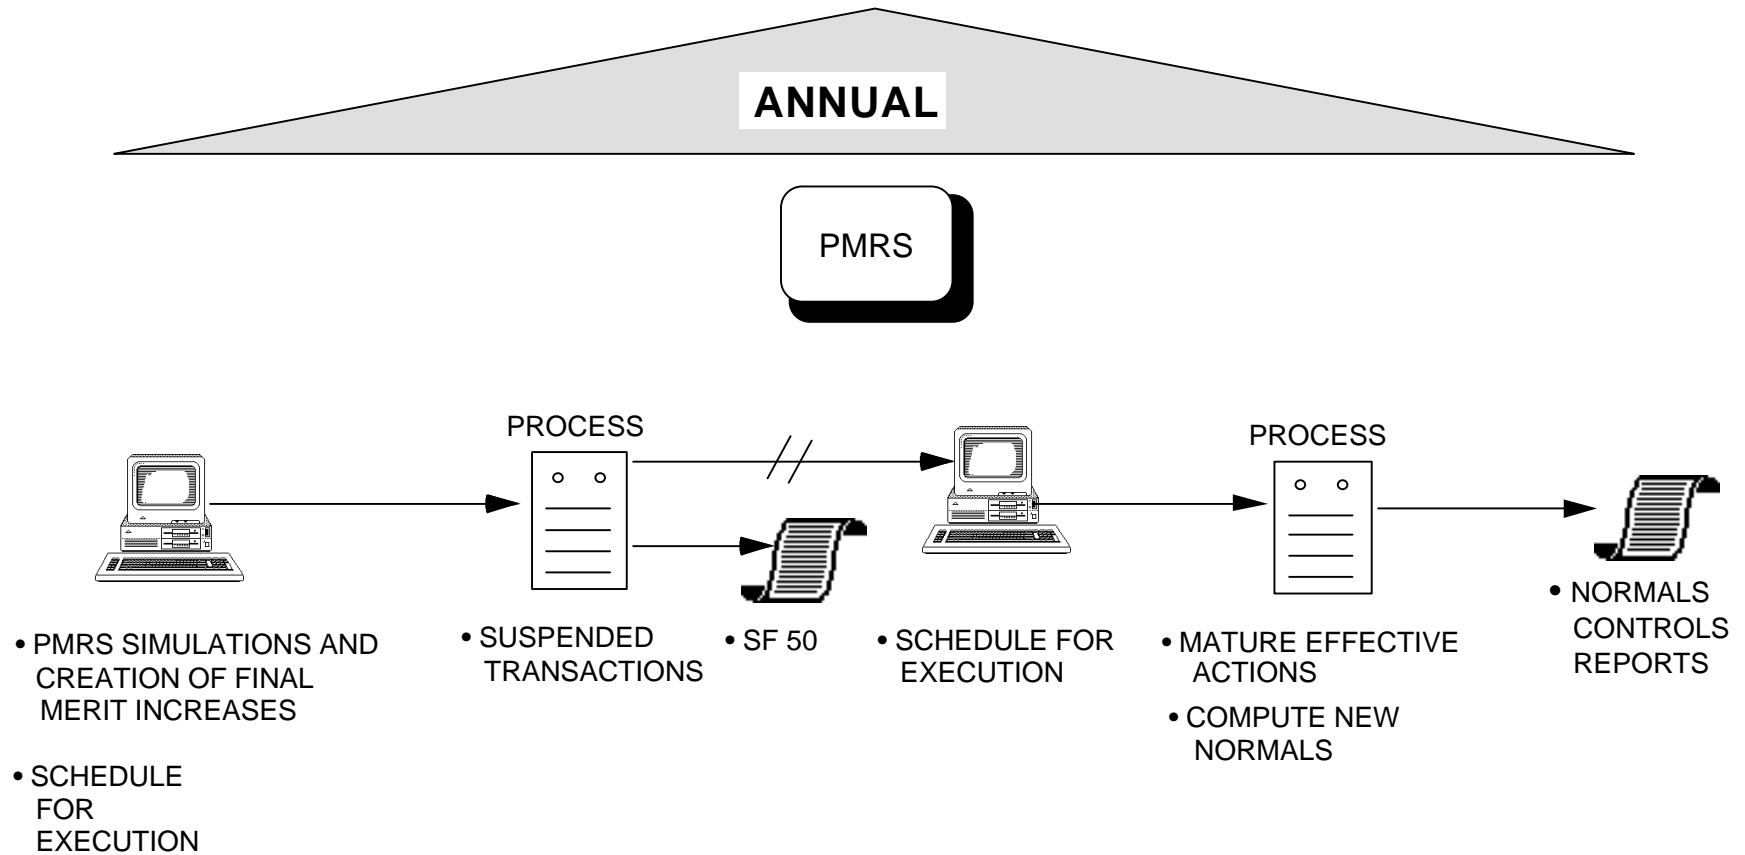 ANNUAL
PMRS
PROCESS
PROCESS
• PMRS SIMULATIONS AND
CREATION OF FINAL
MERIT INCREASES
• SCHEDULE
FOR
EXECUTION
• SUSPENDED
TRANSACTIONS
• SF 50
• SCHEDULE FOR
EXECUTION
• MATURE EFFECTIVE
ACTIONS
• COMPUTE NEW
NORMALS
• NORMALS
CONTROLS
REPORTS